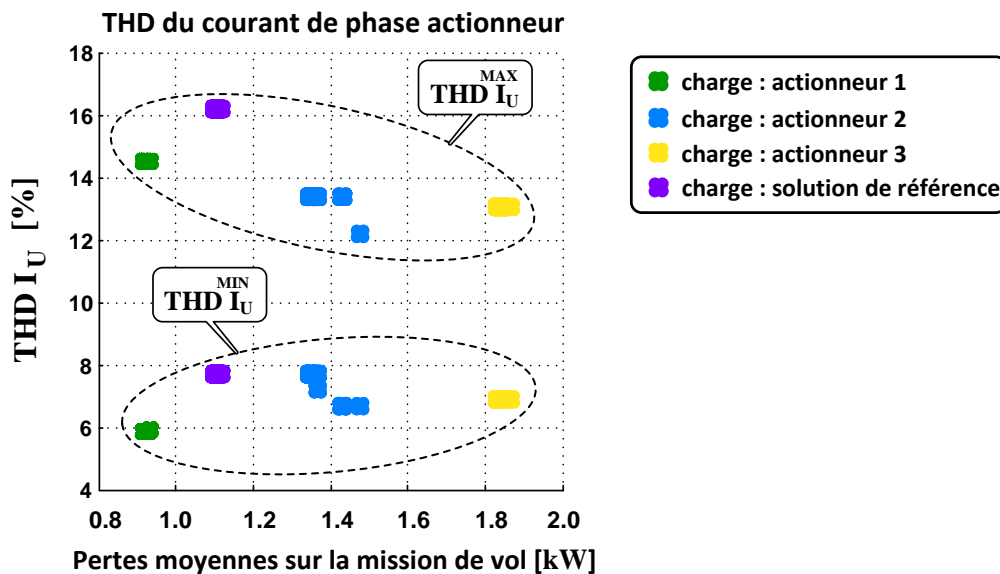 THD du courant de phase actionneur
18
16
14
12
10
8
6
4
THD I_U [%]
THD I_U^MAX
THD I_U^MIN
0.8 1.0 1.2 1.4 1.6 1.8 2.0
Pertes moyennes sur la mission de vol [kW]
charge : actionneur 1
charge : actionneur 2
charge : actionneur 3
charge : solution de référence